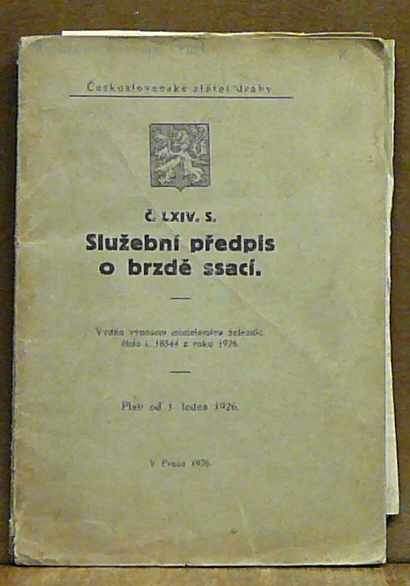 Československé státní dráhy
Č. LXIV. S.
Služební předpis
o brzdě ssací.
Vydán výnosem ministerstva železnic
číslo z roku 1926.
Platí od 1. ledna 1926.
V Praze 1926.